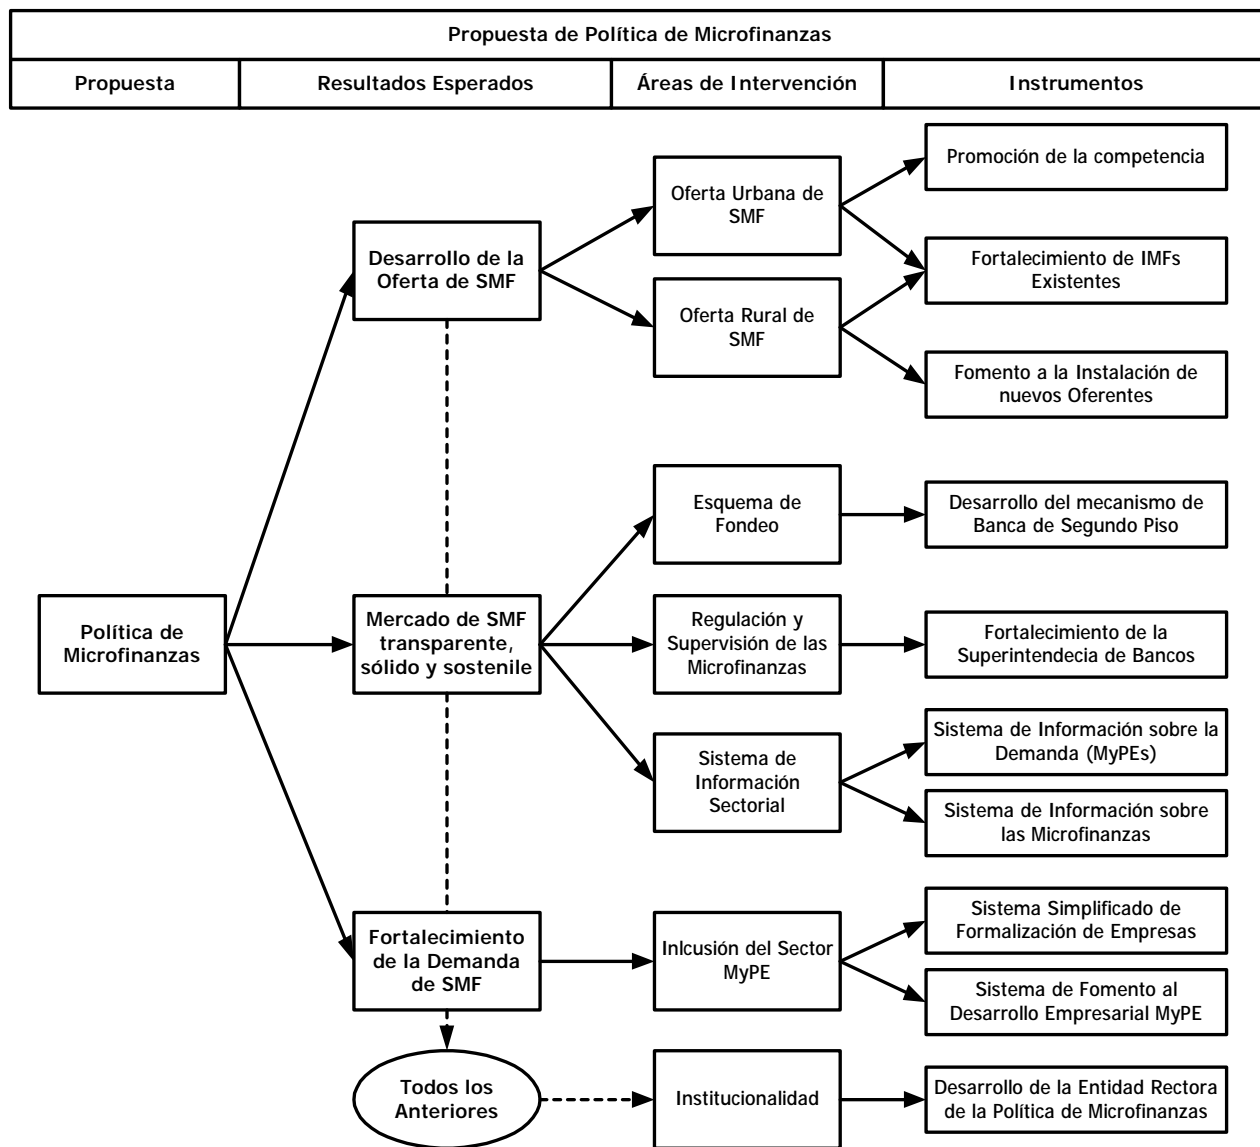 Propuesta de Política de Microfinanzas
Propuesta
Resultados Esperados
Áreas de Intervención
Instrumentos
Promoción de la competencia
Oferta Urbana de
SMF
Desarrollo de la
Oferta de SMF
Fortalecimiento de IMFs
Existentes
Oferta Rural de
SMF
Fomento a la Instalación de
nuevos Oferentes
Esquema de
Fondeo
Desarrollo del mecanismo de
Banca de Segundo Piso
Política de
Microfinanzas
Mercado de SMF
transparente,
sólido y sostenile
Regulación y
Supervisión de las
Microfinanzas
Fortalecimiento de la
Superintendecia de Bancos
Sistema de
Información
Sectorial
Sistema de Información sobre la
Demanda (MyPEs)
Sistema de Información sobre
las Microfinanzas
Fortalecimiento
de la Demanda
de SMF
Inlcusión del Sector
MyPE
Sistema Simplificado de
Formalización de Empresas
Sistema de Fomento al
Desarrollo Empresarial MyPE
Todos los
Anteriores
Institucionalidad
Desarrollo de la Entidad Rectora
de la Política de Microfinanzas